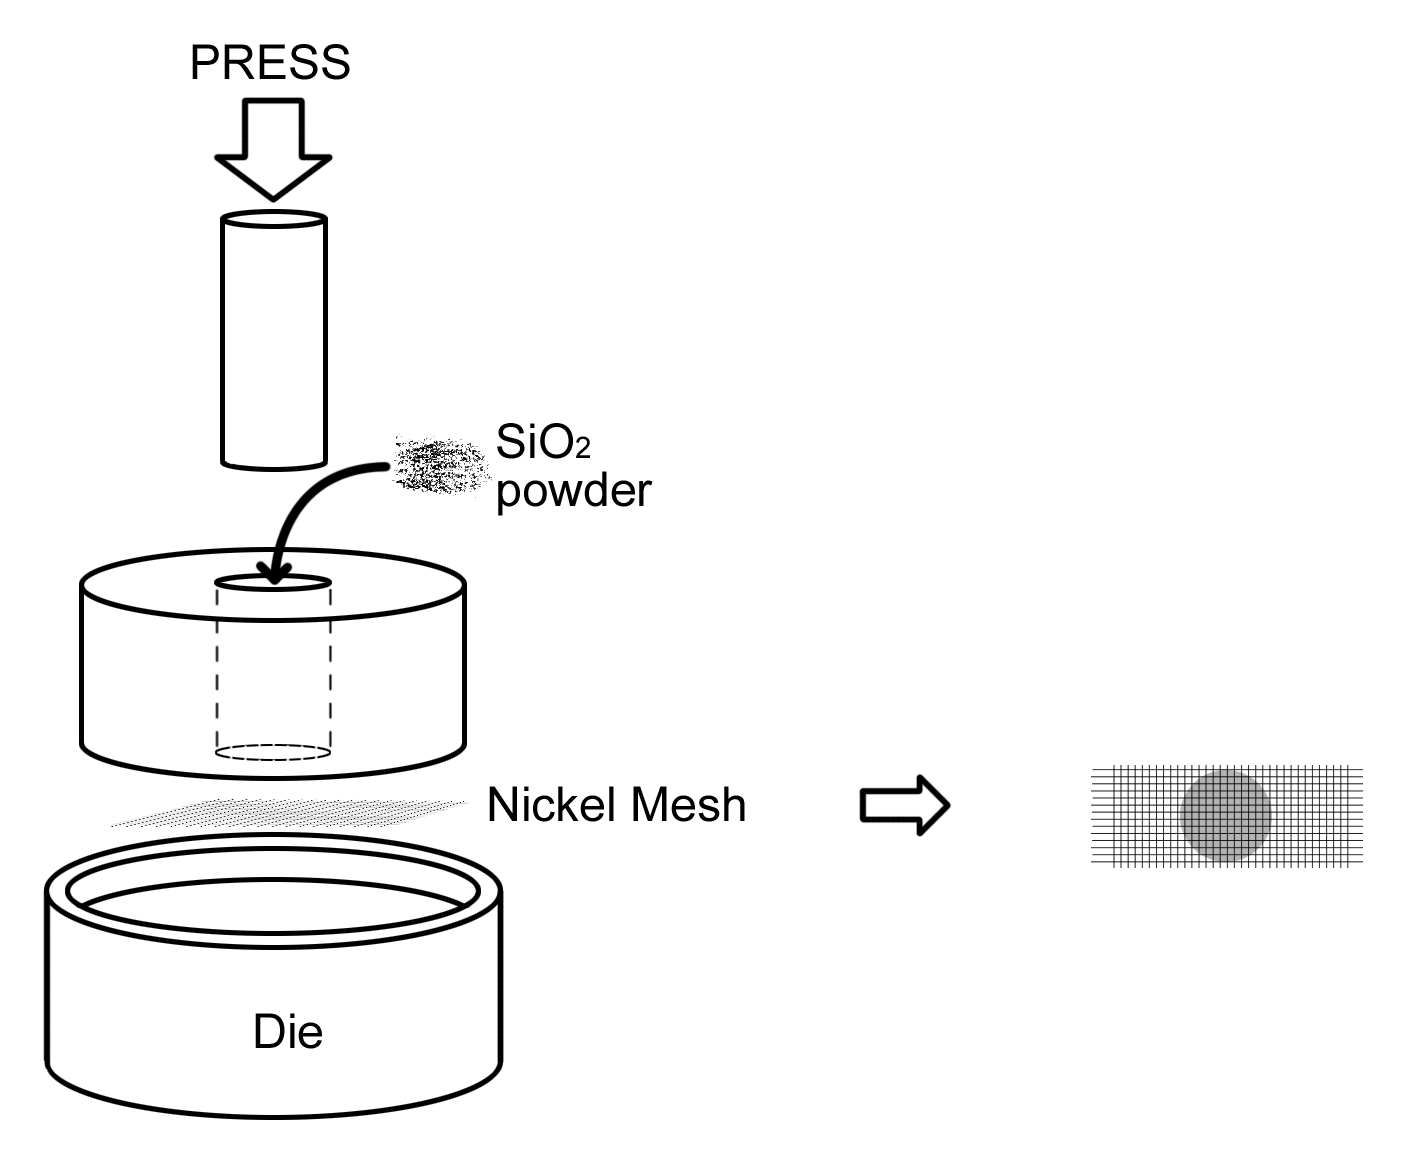 PRESS
SiO₂
powder
Nickel Mesh
Die